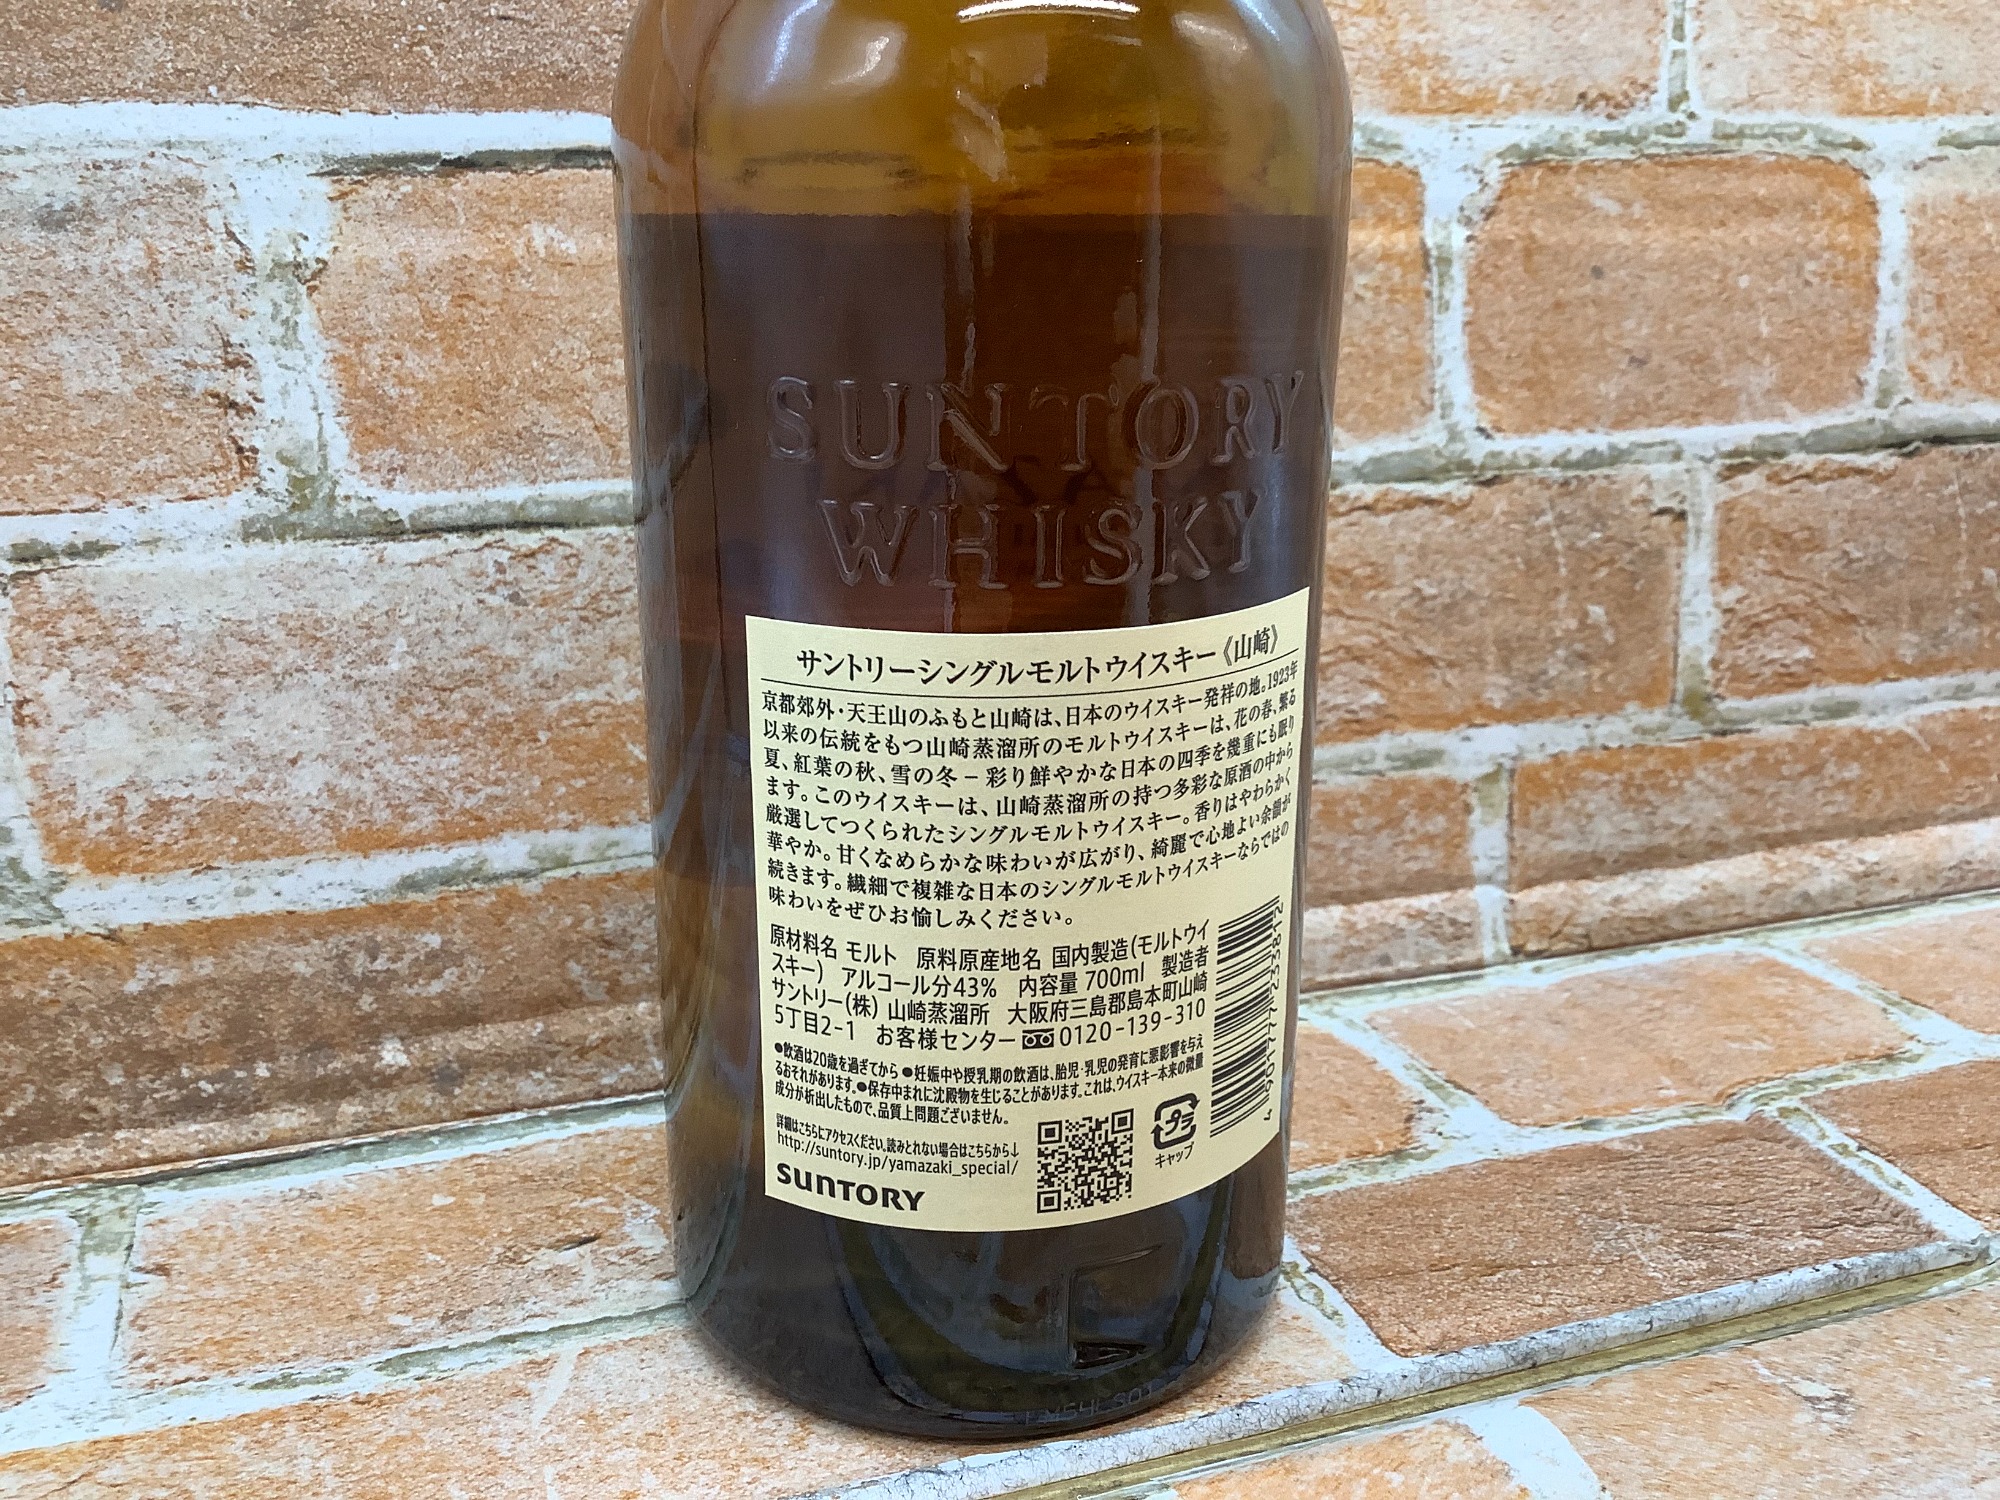 SUNTORY
WHISKY
サントリーシングルモルトウイスキー《山崎》
京都郊外・天王山のふもと山崎は、日本のウイスキー発祥の地。1923年
以来の伝統をもつ山崎蒸溜所のモルトウイスキーは、花の春、繁る
夏、紅葉の秋、雪の冬－彩り鮮やかな日本の四季を幾重にも眠り
ます。このウイスキーは、山崎蒸溜所の持つ多彩な原酒の中から
厳選してつくられたシングルモルトウイスキー。香りはやわらかく
華やか。甘くなめらかな味わいが広がり、綺麗で心地よい余韻が
続きます。繊細で複雑な日本のシングルモルトウイスキーならではの
味わいをぜひお愉しみください。
原材料名 モルト 原料原産地名 国内製造(モルトウイ
スキー) アルコール分43% 内容量 700ml 製造者
サントリー(株) 山崎蒸溜所 大阪府三島郡島本町山崎
5丁目2-1 お客様センター 0120-139-310
●飲酒は20歳を過ぎてから ●妊娠中や授乳期の飲酒は、胎児・乳児の発育に悪影響を与え
るおそれがあります。●保存中まれに沈殿物を生じることがあります。これは、ウイスキー本来の微量
成分が析出したもので、品質上問題ございません。
詳細はこちらにアクセスください。読みとれない場合はこちらから↓
http://suntory.jp/yamazaki_special/
SUNTORY
プラ
キャップ
4 901777 233812